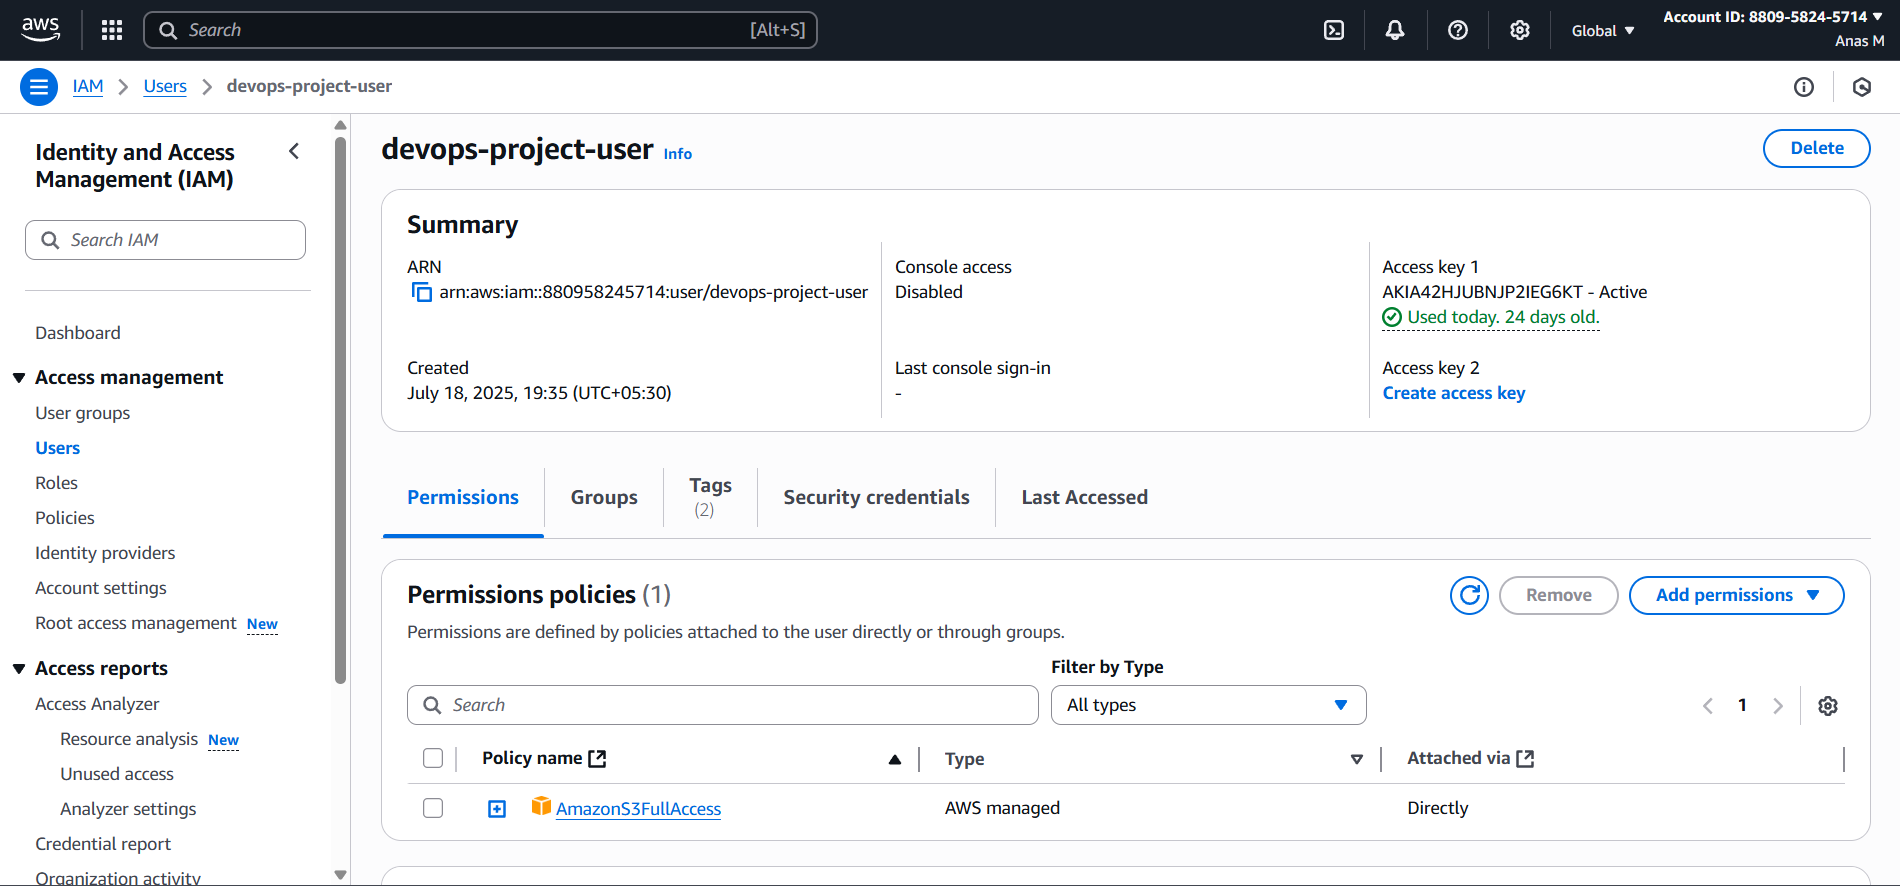 aws
Search
[Alt+S]
Global
Account ID: 8809-5824-5714
Anas M
IAM
Users
devops-project-user
Identity and Access
Management (IAM)
Search IAM
Dashboard
Access management
User groups
Users
Roles
Policies
Identity providers
Account settings
Root access management New
Access reports
Access Analyzer
Resource analysis New
Unused access
Analyzer settings
Credential report
Organization activity
devops-project-user Info
Delete
Summary
ARN
arn:aws:iam::880958245714:user/devops-project-user
Created
July 18, 2025, 19:35 (UTC+05:30)
Console access
Disabled
Last console sign-in
-
Access key 1
AKIA42HJUBNJP2IEG6KT - Active
Used today. 24 days old.
Access key 2
Create access key
Permissions
Groups
Tags
(2)
Security credentials
Last Accessed
Permissions policies (1)
Remove
Add permissions
Permissions are defined by policies attached to the user directly or through groups.
Filter by Type
Search
All types
1
Policy name
Type
Attached via
AmazonS3FullAccess
AWS managed
Directly